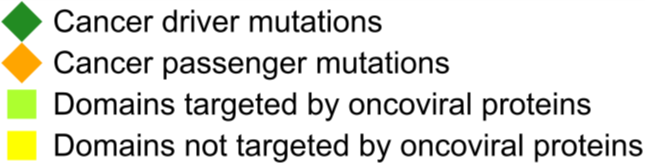 Cancer driver mutations
Cancer passenger mutations
Domains targeted by oncoviral proteins
Domains not targeted by oncoviral proteins